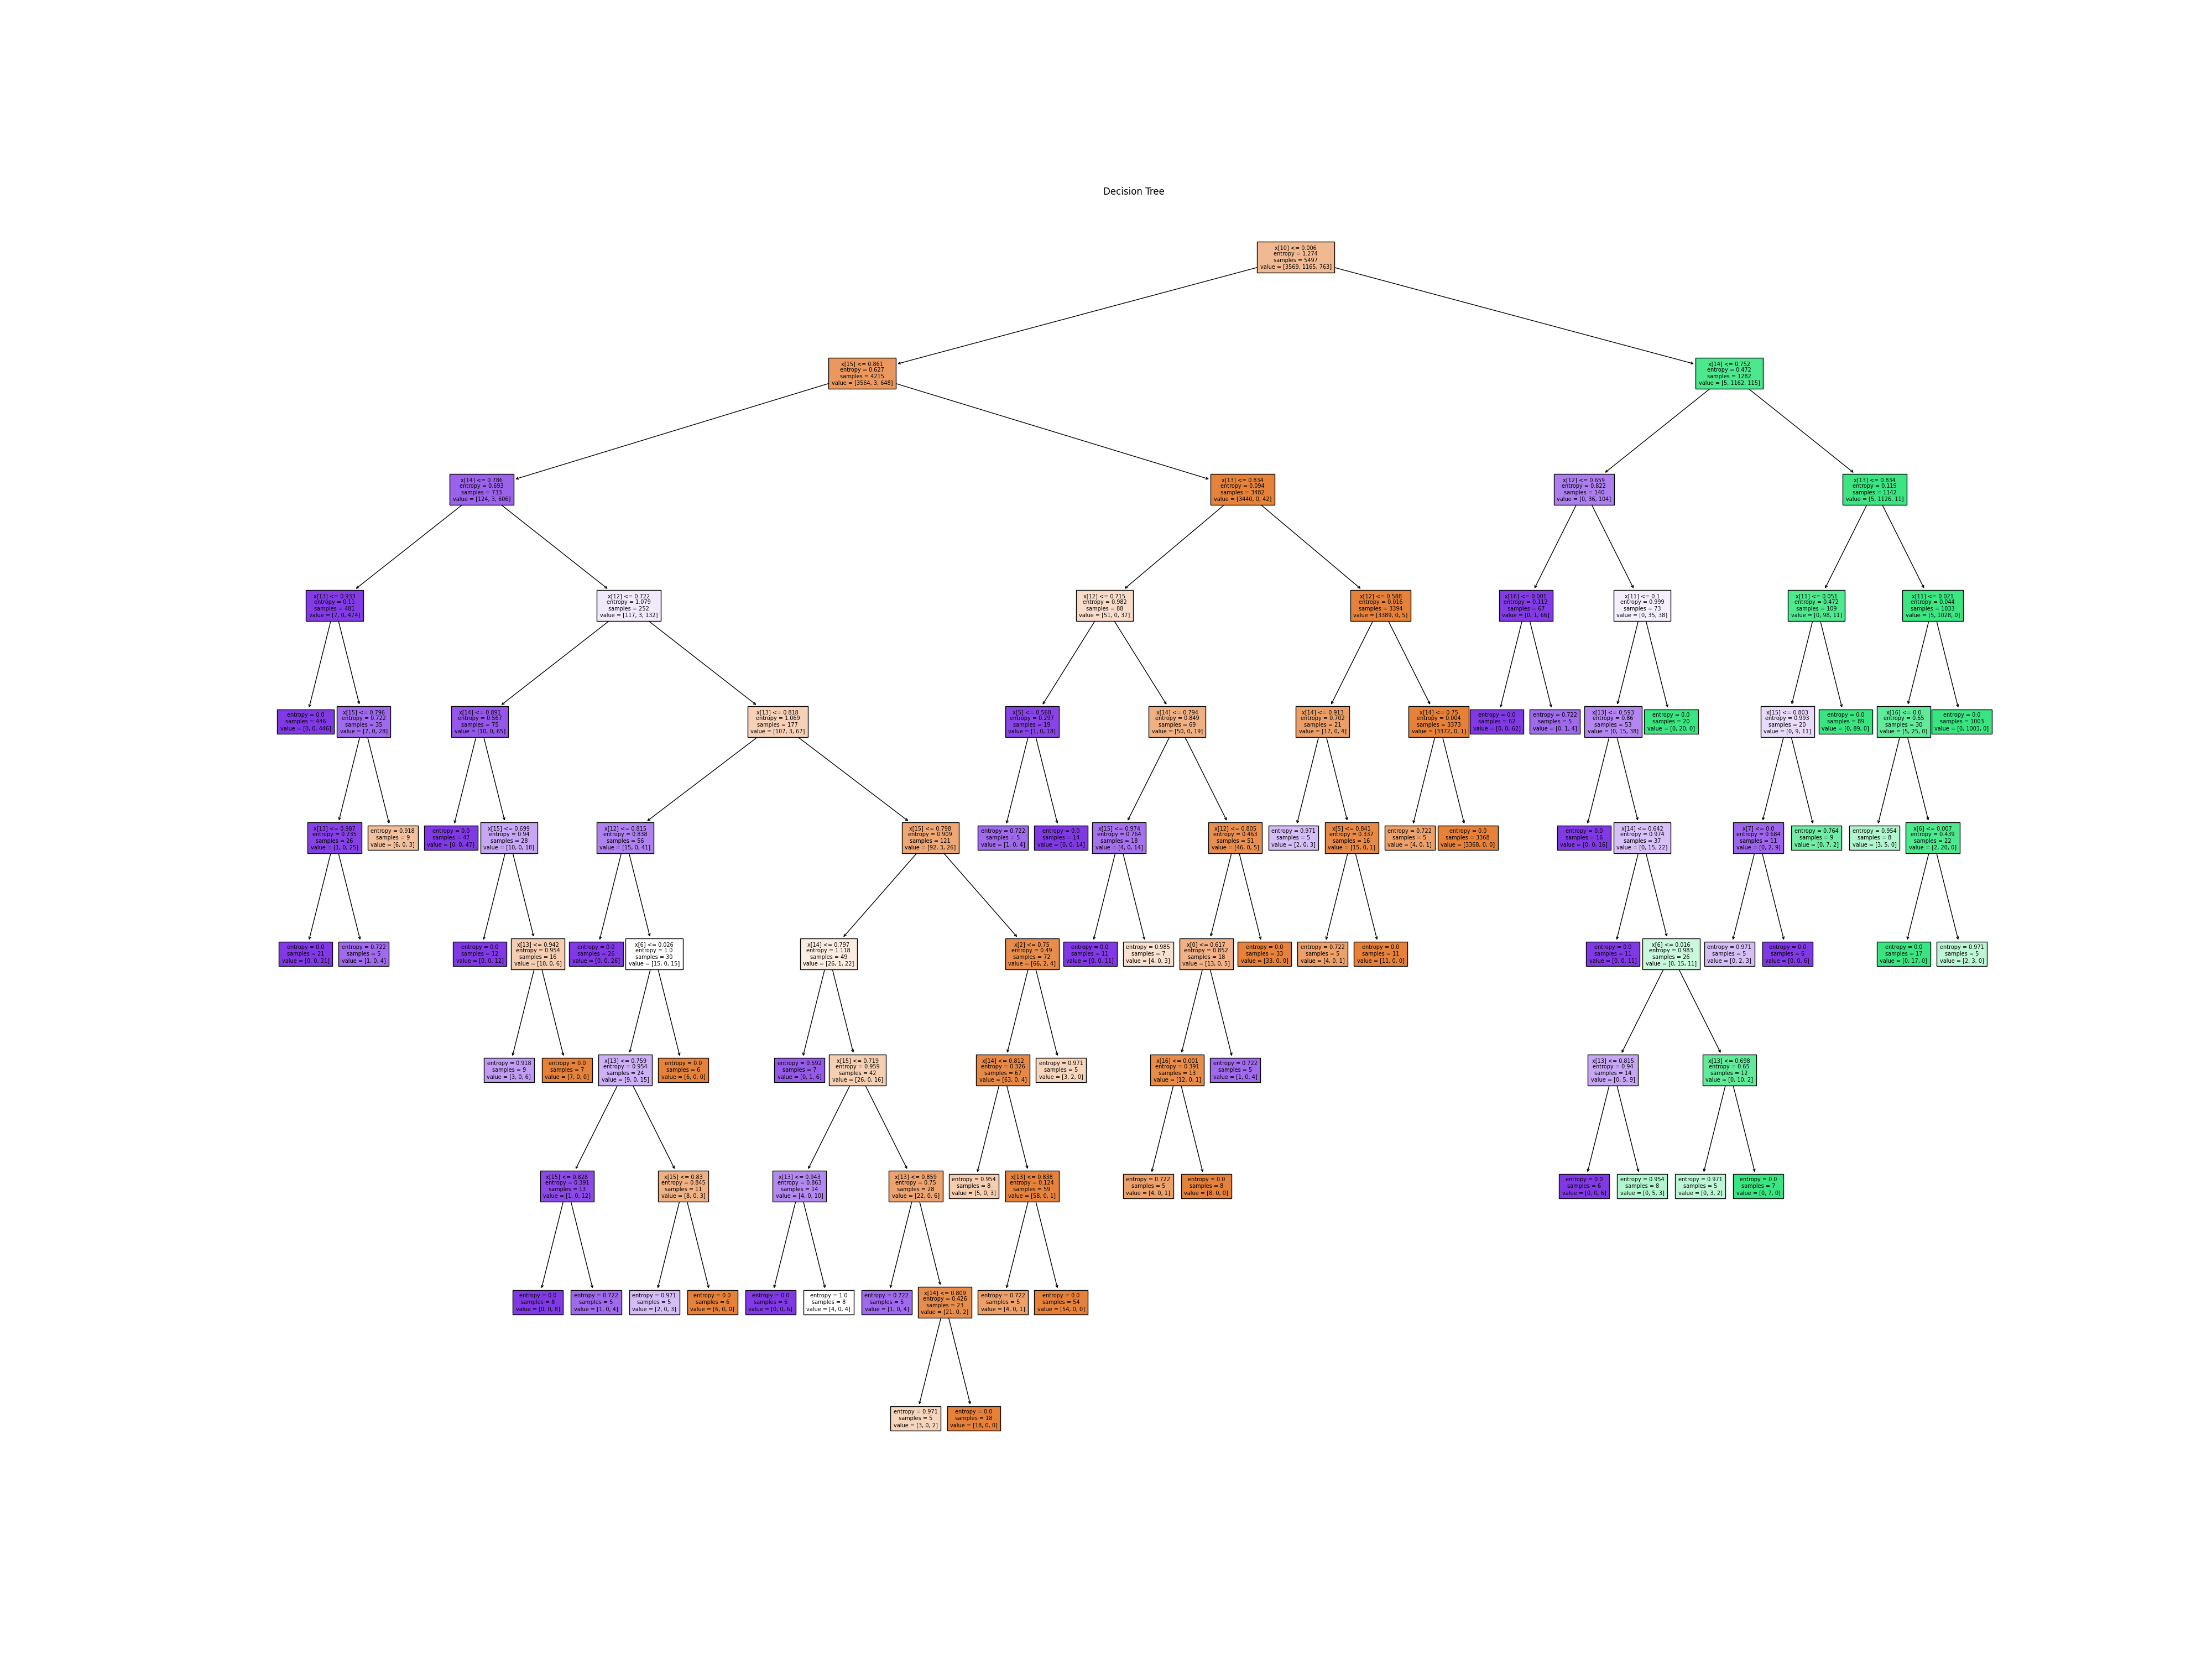 Decision Tree
x[10] <= 0.006
entropy = 1.274
samples = 5497
value = [3569, 1165, 763]
x[15] <= 0.861
entropy = 0.627
samples = 4215
value = [3564, 3, 648]
x[14] <= 0.752
entropy = 0.472
samples = 1282
value = [5, 1162, 115]
x[14] <= 0.786
entropy = 0.693
samples = 733
value = [124, 3, 606]
x[13] <= 0.834
entropy = 0.094
samples = 3482
value = [3440, 0, 42]
x[12] <= 0.659
entropy = 0.822
samples = 140
value = [0, 36, 104]
x[13] <= 0.834
entropy = 0.119
samples = 1142
value = [5, 1126, 11]
x[13] <= 0.933
entropy = 0.11
samples = 481
value = [7, 0, 474]
x[12] <= 0.722
entropy = 1.079
samples = 252
value = [117, 3, 132]
x[12] <= 0.715
entropy = 0.982
samples = 88
value = [51, 0, 37]
x[12] <= 0.588
entropy = 0.016
samples = 3394
value = [3389, 0, 5]
x[16] <= 0.001
entropy = 0.112
samples = 67
value = [0, 1, 66]
x[11] <= 0.1
entropy = 0.999
samples = 73
value = [0, 35, 38]
x[11] <= 0.051
entropy = 0.472
samples = 109
value = [0, 98, 11]
x[11] <= 0.021
entropy = 0.044
samples = 1033
value = [5, 1028, 0]
entropy = 0.0
samples = 446
value = [0, 0, 446]
x[15] <= 0.796
entropy = 0.722
samples = 35
value = [7, 0, 28]
x[14] <= 0.891
entropy = 0.567
samples = 75
value = [10, 0, 65]
x[13] <= 0.818
entropy = 1.069
samples = 177
value = [107, 3, 67]
x[5] <= 0.568
entropy = 0.297
samples = 19
value = [1, 0, 18]
x[14] <= 0.794
entropy = 0.849
samples = 69
value = [50, 0, 19]
x[14] <= 0.913
entropy = 0.702
samples = 21
value = [17, 0, 4]
x[14] <= 0.75
entropy = 0.004
samples = 3373
value = [3372, 0, 1]
entropy = 0.0
samples = 62
value = [0, 0, 62]
entropy = 0.722
samples = 5
value = [0, 1, 4]
x[13] <= 0.593
entropy = 0.86
samples = 53
value = [0, 15, 38]
entropy = 0.0
samples = 20
value = [0, 20, 0]
x[15] <= 0.803
entropy = 0.993
samples = 20
value = [0, 9, 11]
entropy = 0.0
samples = 89
value = [0, 89, 0]
x[16] <= 0.0
entropy = 0.65
samples = 30
value = [5, 25, 0]
entropy = 0.0
samples = 1003
value = [0, 1003, 0]
x[13] <= 0.987
entropy = 0.235
samples = 26
value = [1, 0, 25]
entropy = 0.918
samples = 9
value = [6, 0, 3]
entropy = 0.0
samples = 47
value = [0, 0, 47]
x[15] <= 0.699
entropy = 0.94
samples = 28
value = [10, 0, 18]
x[12] <= 0.815
entropy = 0.838
samples = 56
value = [15, 0, 41]
x[15] <= 0.798
entropy = 0.909
samples = 121
value = [92, 3, 26]
entropy = 0.722
samples = 5
value = [1, 0, 4]
entropy = 0.0
samples = 14
value = [0, 0, 14]
x[15] <= 0.974
entropy = 0.764
samples = 18
value = [4, 0, 14]
x[12] <= 0.805
entropy = 0.463
samples = 51
value = [46, 0, 5]
entropy = 0.971
samples = 5
value = [2, 0, 3]
x[5] <= 0.841
entropy = 0.337
samples = 16
value = [15, 0, 1]
entropy = 0.722
samples = 5
value = [4, 0, 1]
entropy = 0.0
samples = 3368
value = [3368, 0, 0]
entropy = 0.0
samples = 16
value = [0, 0, 16]
x[14] <= 0.642
entropy = 0.974
samples = 37
value = [0, 15, 22]
x[7] <= 0.0
entropy = 0.684
samples = 11
value = [0, 2, 9]
entropy = 0.764
samples = 9
value = [0, 7, 2]
entropy = 0.954
samples = 8
value = [3, 5, 0]
x[6] <= 0.007
entropy = 0.439
samples = 22
value = [2, 20, 0]
entropy = 0.0
samples = 21
value = [0, 0, 21]
entropy = 0.722
samples = 5
value = [1, 0, 4]
entropy = 0.0
samples = 12
value = [0, 0, 12]
x[13] <= 0.942
entropy = 0.954
samples = 16
value = [10, 0, 6]
entropy = 0.0
samples = 26
value = [0, 0, 26]
x[6] <= 0.026
entropy = 1.0
samples = 30
value = [15, 0, 15]
x[14] <= 0.797
entropy = 1.118
samples = 49
value = [26, 1, 22]
x[2] <= 0.75
entropy = 0.49
samples = 72
value = [66, 2, 4]
entropy = 0.0
samples = 11
value = [0, 0, 11]
entropy = 0.985
samples = 7
value = [4, 0, 3]
x[0] <= 0.617
entropy = 0.852
samples = 18
value = [13, 0, 5]
entropy = 0.0
samples = 33
value = [33, 0, 0]
entropy = 0.722
samples = 5
value = [4, 0, 1]
entropy = 0.0
samples = 11
value = [11, 0, 0]
entropy = 0.0
samples = 11
value = [0, 0, 11]
x[6] <= 0.016
entropy = 0.983
samples = 26
value = [0, 15, 11]
entropy = 0.971
samples = 5
value = [0, 2, 3]
entropy = 0.0
samples = 6
value = [0, 0, 6]
entropy = 0.0
samples = 17
value = [0, 17, 0]
entropy = 0.971
samples = 5
value = [2, 3, 0]
entropy = 0.918
samples = 9
value = [3, 0, 6]
entropy = 0.0
samples = 7
value = [7, 0, 0]
x[13] <= 0.759
entropy = 0.954
samples = 24
value = [9, 0, 15]
entropy = 0.0
samples = 6
value = [6, 0, 0]
entropy = 0.592
samples = 7
value = [0, 1, 6]
x[15] <= 0.719
entropy = 0.959
samples = 42
value = [26, 0, 16]
x[14] <= 0.812
entropy = 0.326
samples = 67
value = [63, 0, 4]
entropy = 0.971
samples = 5
value = [3, 2, 0]
x[16] <= 0.001
entropy = 0.391
samples = 13
value = [12, 0, 1]
entropy = 0.722
samples = 5
value = [1, 0, 4]
x[13] <= 0.815
entropy = 0.94
samples = 14
value = [0, 5, 9]
x[13] <= 0.698
entropy = 0.65
samples = 12
value = [0, 10, 2]
x[15] <= 0.828
entropy = 0.391
samples = 13
value = [1, 0, 12]
x[15] <= 0.83
entropy = 0.845
samples = 11
value = [8, 0, 3]
x[13] <= 0.943
entropy = 0.863
samples = 14
value = [4, 0, 10]
x[13] <= 0.859
entropy = 0.75
samples = 28
value = [22, 0, 6]
entropy = 0.954
samples = 8
value = [5, 0, 3]
x[13] <= 0.838
entropy = 0.124
samples = 59
value = [58, 0, 1]
entropy = 0.722
samples = 5
value = [4, 0, 1]
entropy = 0.0
samples = 8
value = [8, 0, 0]
entropy = 0.0
samples = 6
value = [0, 0, 6]
entropy = 0.954
samples = 8
value = [0, 5, 3]
entropy = 0.971
samples = 5
value = [0, 3, 2]
entropy = 0.0
samples = 7
value = [0, 7, 0]
entropy = 0.0
samples = 8
value = [0, 0, 8]
entropy = 0.722
samples = 5
value = [1, 0, 4]
entropy = 0.971
samples = 5
value = [2, 0, 3]
entropy = 0.0
samples = 6
value = [6, 0, 0]
entropy = 0.0
samples = 6
value = [0, 0, 6]
entropy = 1.0
samples = 8
value = [4, 0, 4]
entropy = 0.722
samples = 5
value = [1, 0, 4]
x[14] <= 0.809
entropy = 0.426
samples = 23
value = [21, 0, 2]
entropy = 0.722
samples = 5
value = [4, 0, 1]
entropy = 0.0
samples = 54
value = [54, 0, 0]
entropy = 0.971
samples = 5
value = [3, 0, 2]
entropy = 0.0
samples = 18
value = [18, 0, 0]